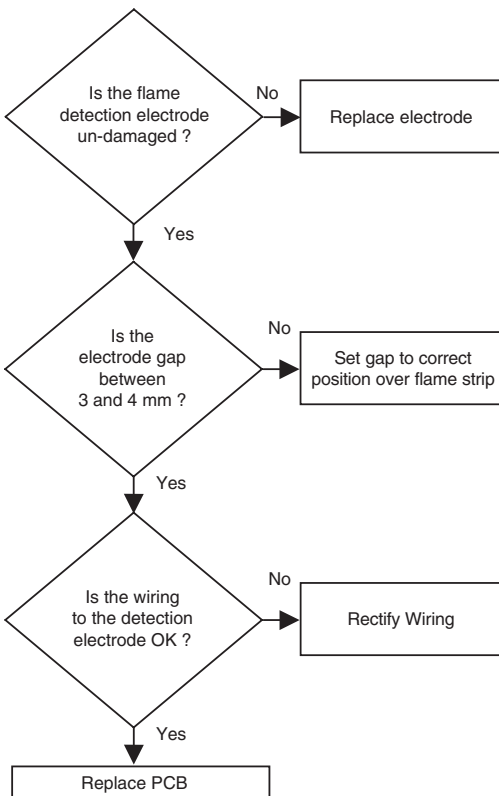 Is the flame
detection electrode
un-damaged ?
No
Replace electrode
Yes
Is the
electrode gap
between
3 and 4 mm ?
No
Set gap to correct
position over flame strip
Yes
Is the wiring
to the detection
electrode OK ?
No
Rectify Wiring
Yes
Replace PCB